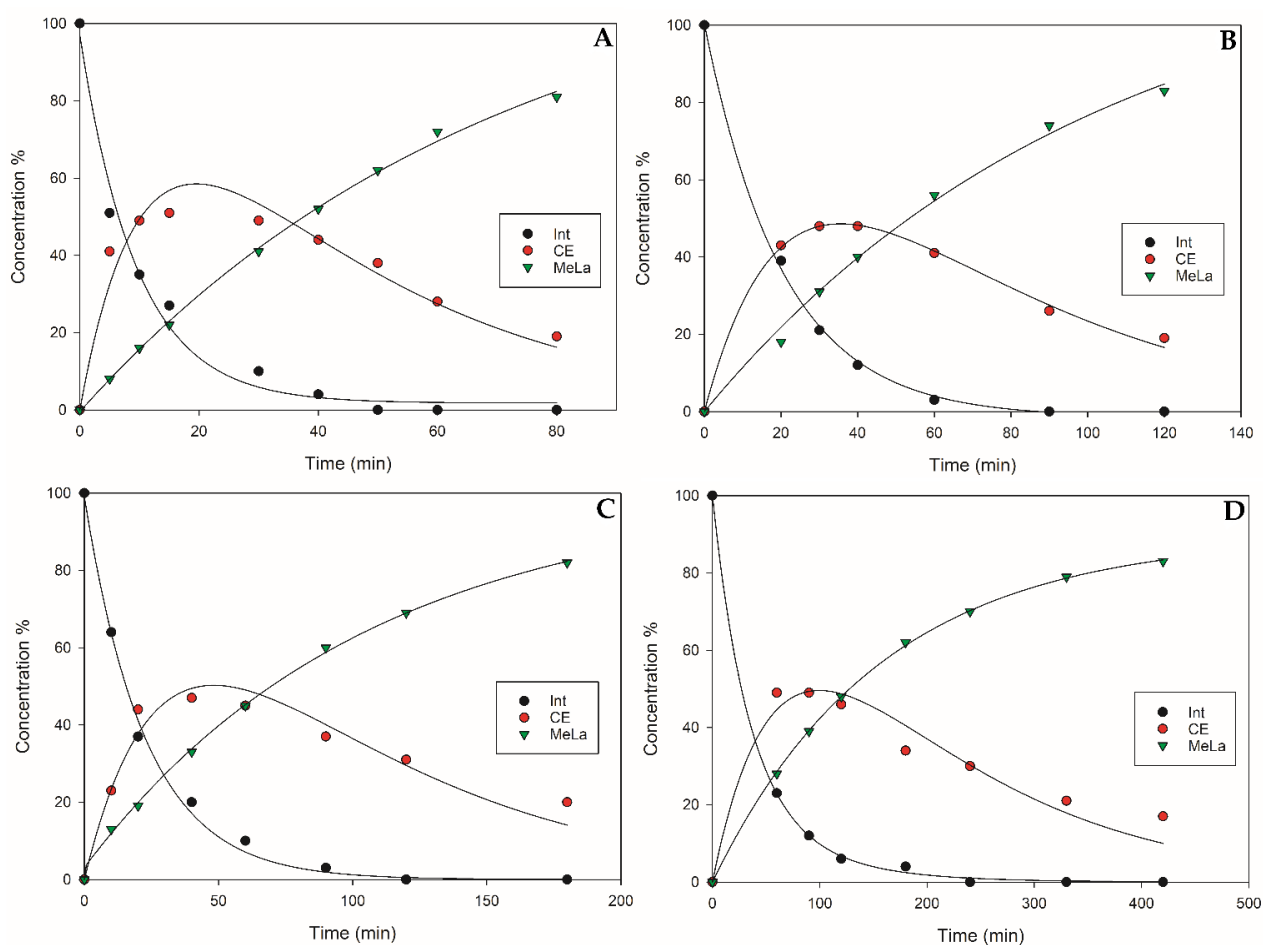 A
Concentration %
100
80
60
40
20
0
Int
CE
MeLa
0 20 40 60 80
Time (min)
B
Concentration %
100
80
60
40
20
0
Int
CE
MeLa
0 20 40 60 80 100 120 140
Time (min)
C
Concentration %
100
80
60
40
20
0
Int
CE
MeLa
0 50 100 150 200
Time (min)
D
Concentration %
100
80
60
40
20
0
Int
CE
MeLa
0 100 200 300 400 500
Time (min)